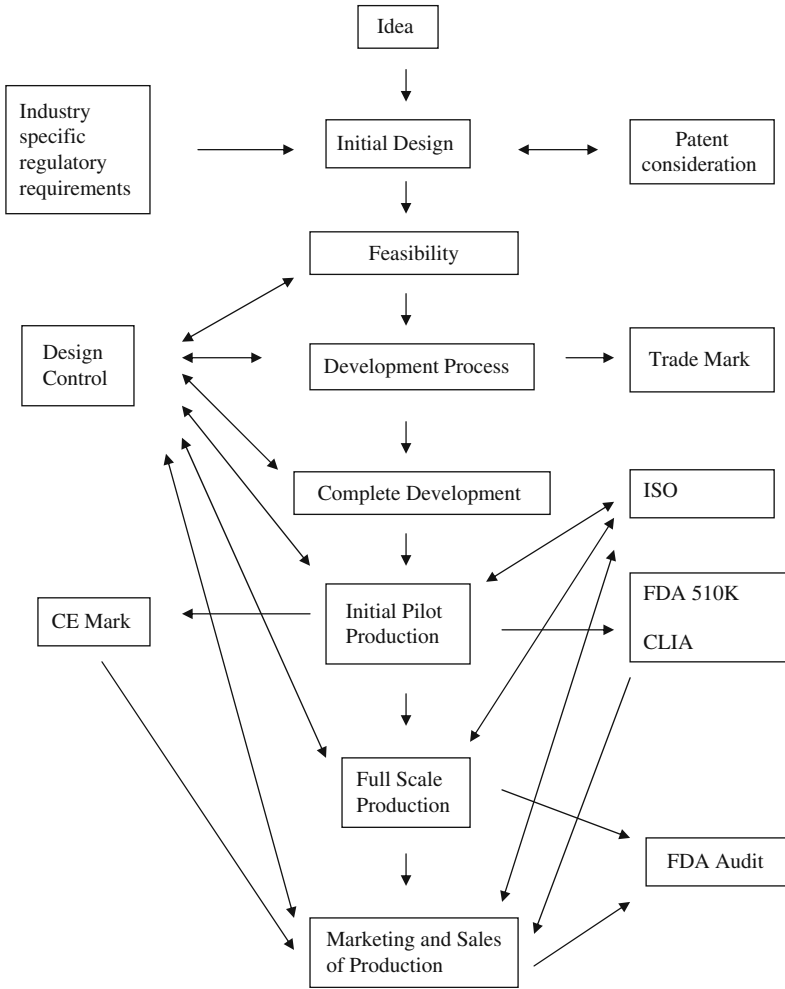 Idea
Industry
specific
regulatory
requirements
Initial Design
Patent
consideration
Feasibility
Design
Control
Development Process
Trade Mark
Complete Development
ISO
CE Mark
Initial Pilot
Production
FDA 510K
CLIA
Full Scale
Production
FDA Audit
Marketing and Sales
of Production